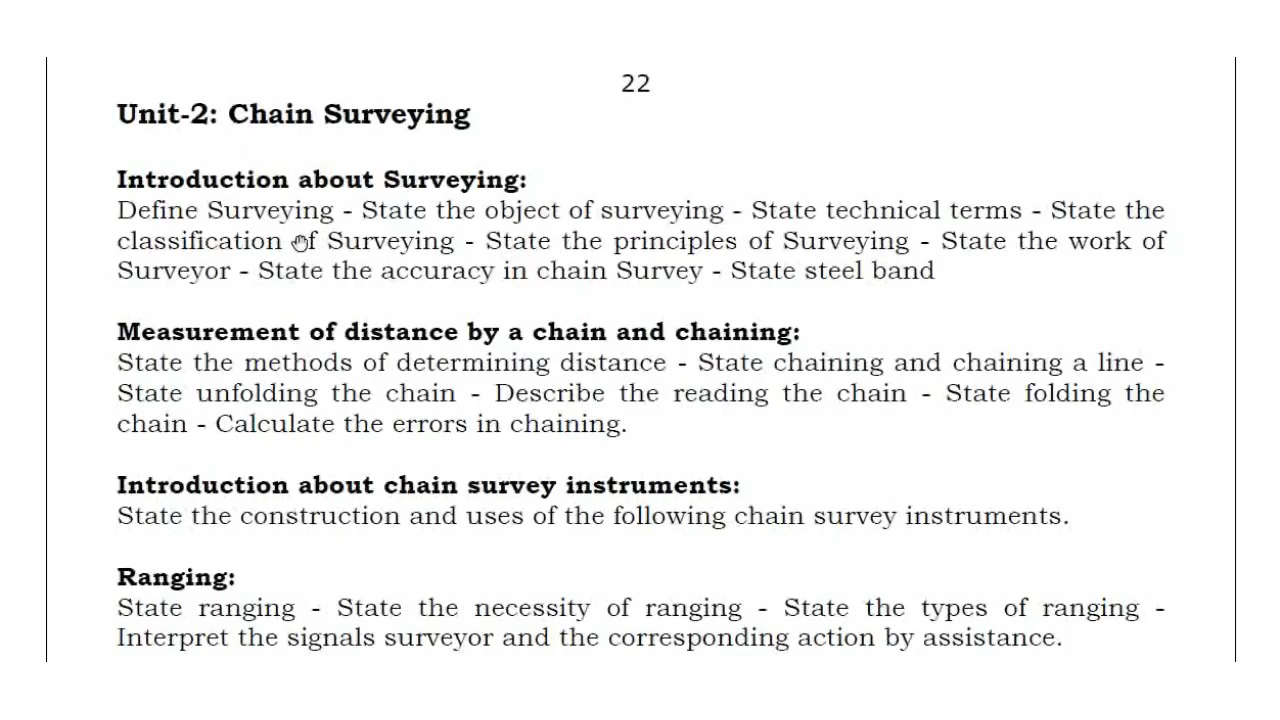 22
Unit-2: Chain Surveying
Introduction about Surveying:
Define Surveying - State the object of surveying - State technical terms - State the
classification of Surveying - State the principles of Surveying - State the work of
Surveyor - State the accuracy in chain Survey - State steel band
Measurement of distance by a chain and chaining:
State the methods of determining distance - State chaining and chaining a line -
State unfolding the chain - Describe the reading the chain - State folding the
chain - Calculate the errors in chaining.
Introduction about chain survey instruments:
State the construction and uses of the following chain survey instruments.
Ranging:
State ranging - State the necessity of ranging - State the types of ranging -
Interpret the signals surveyor and the corresponding action by assistance.